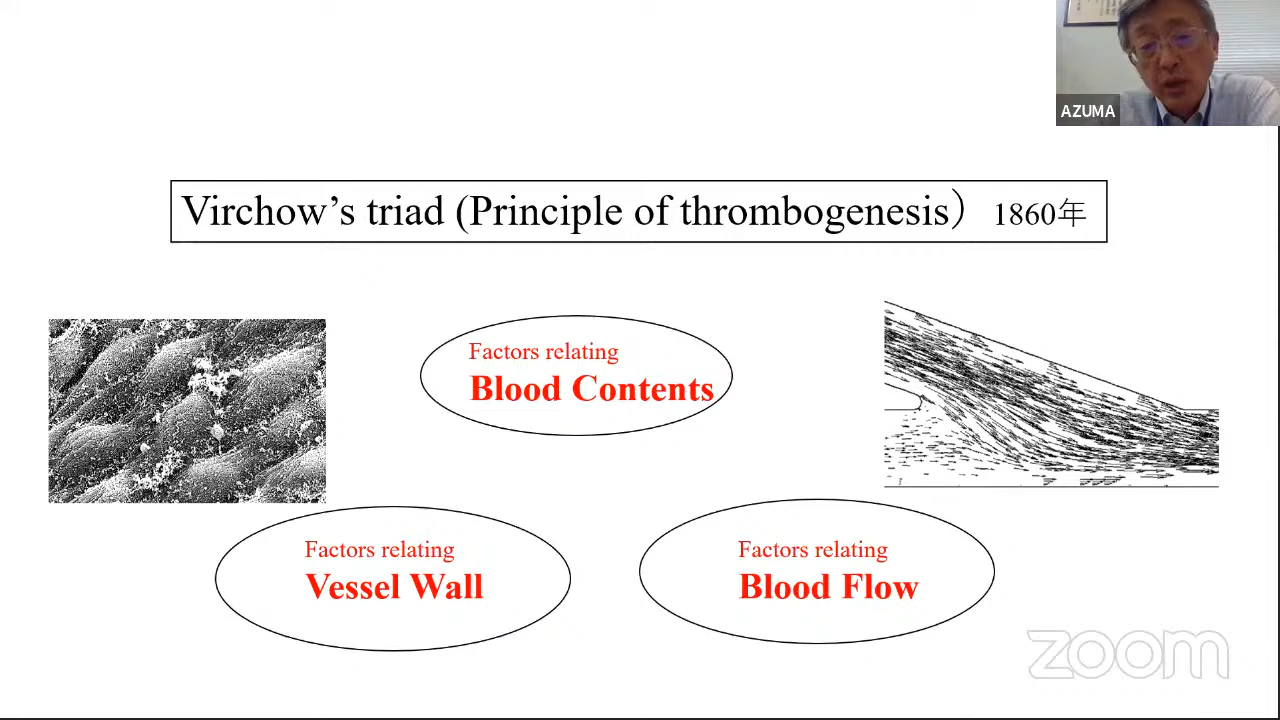 AZUMA
Virchow’s triad (Principle of thrombogenesis） 1860年
Factors relating
Blood Contents
Factors relating
Vessel Wall
Factors relating
Blood Flow
zoom